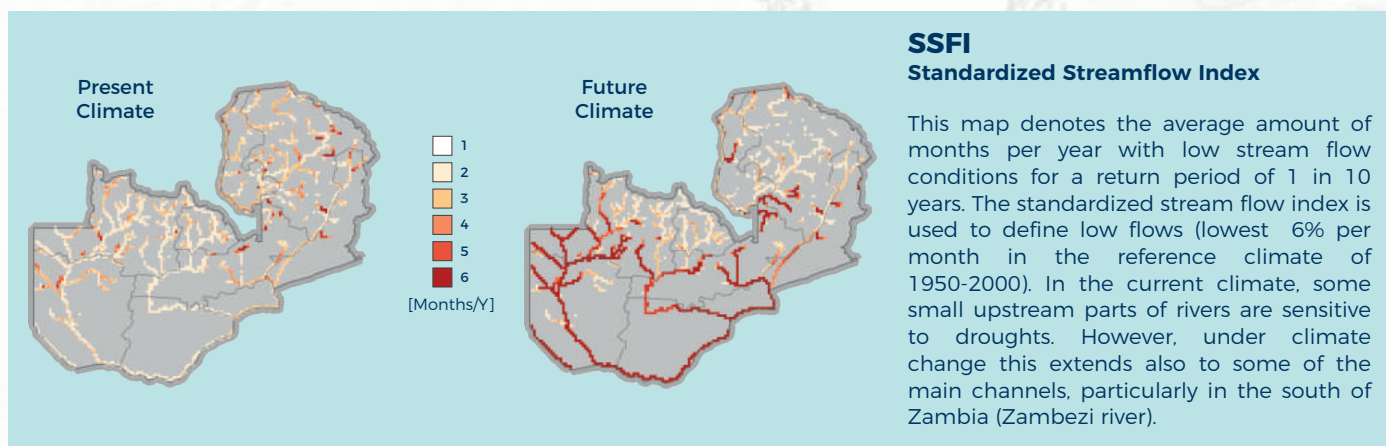 Present
Climate
1
2
3
4
5
6
[Months/Y]
Future
Climate
SSFI
Standardized Streamflow Index
This map denotes the average amount of
months per year with low stream flow
conditions for a return period of 1 in 10
years. The standardized stream flow index is
used to define low flows (lowest 6% per
month in the reference climate of
1950-2000). In the current climate, some
small upstream parts of rivers are sensitive
to droughts. However, under climate
change this extends also to some of the
main channels, particularly in the south of
Zambia (Zambezi river).